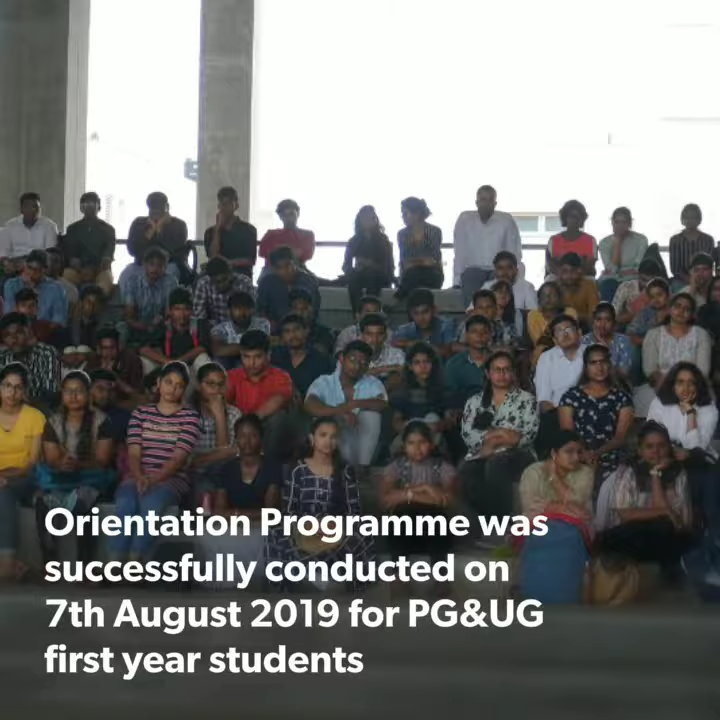 Orientation Programme was
successfully conducted on
7th August 2019 for PG&UG
first year students